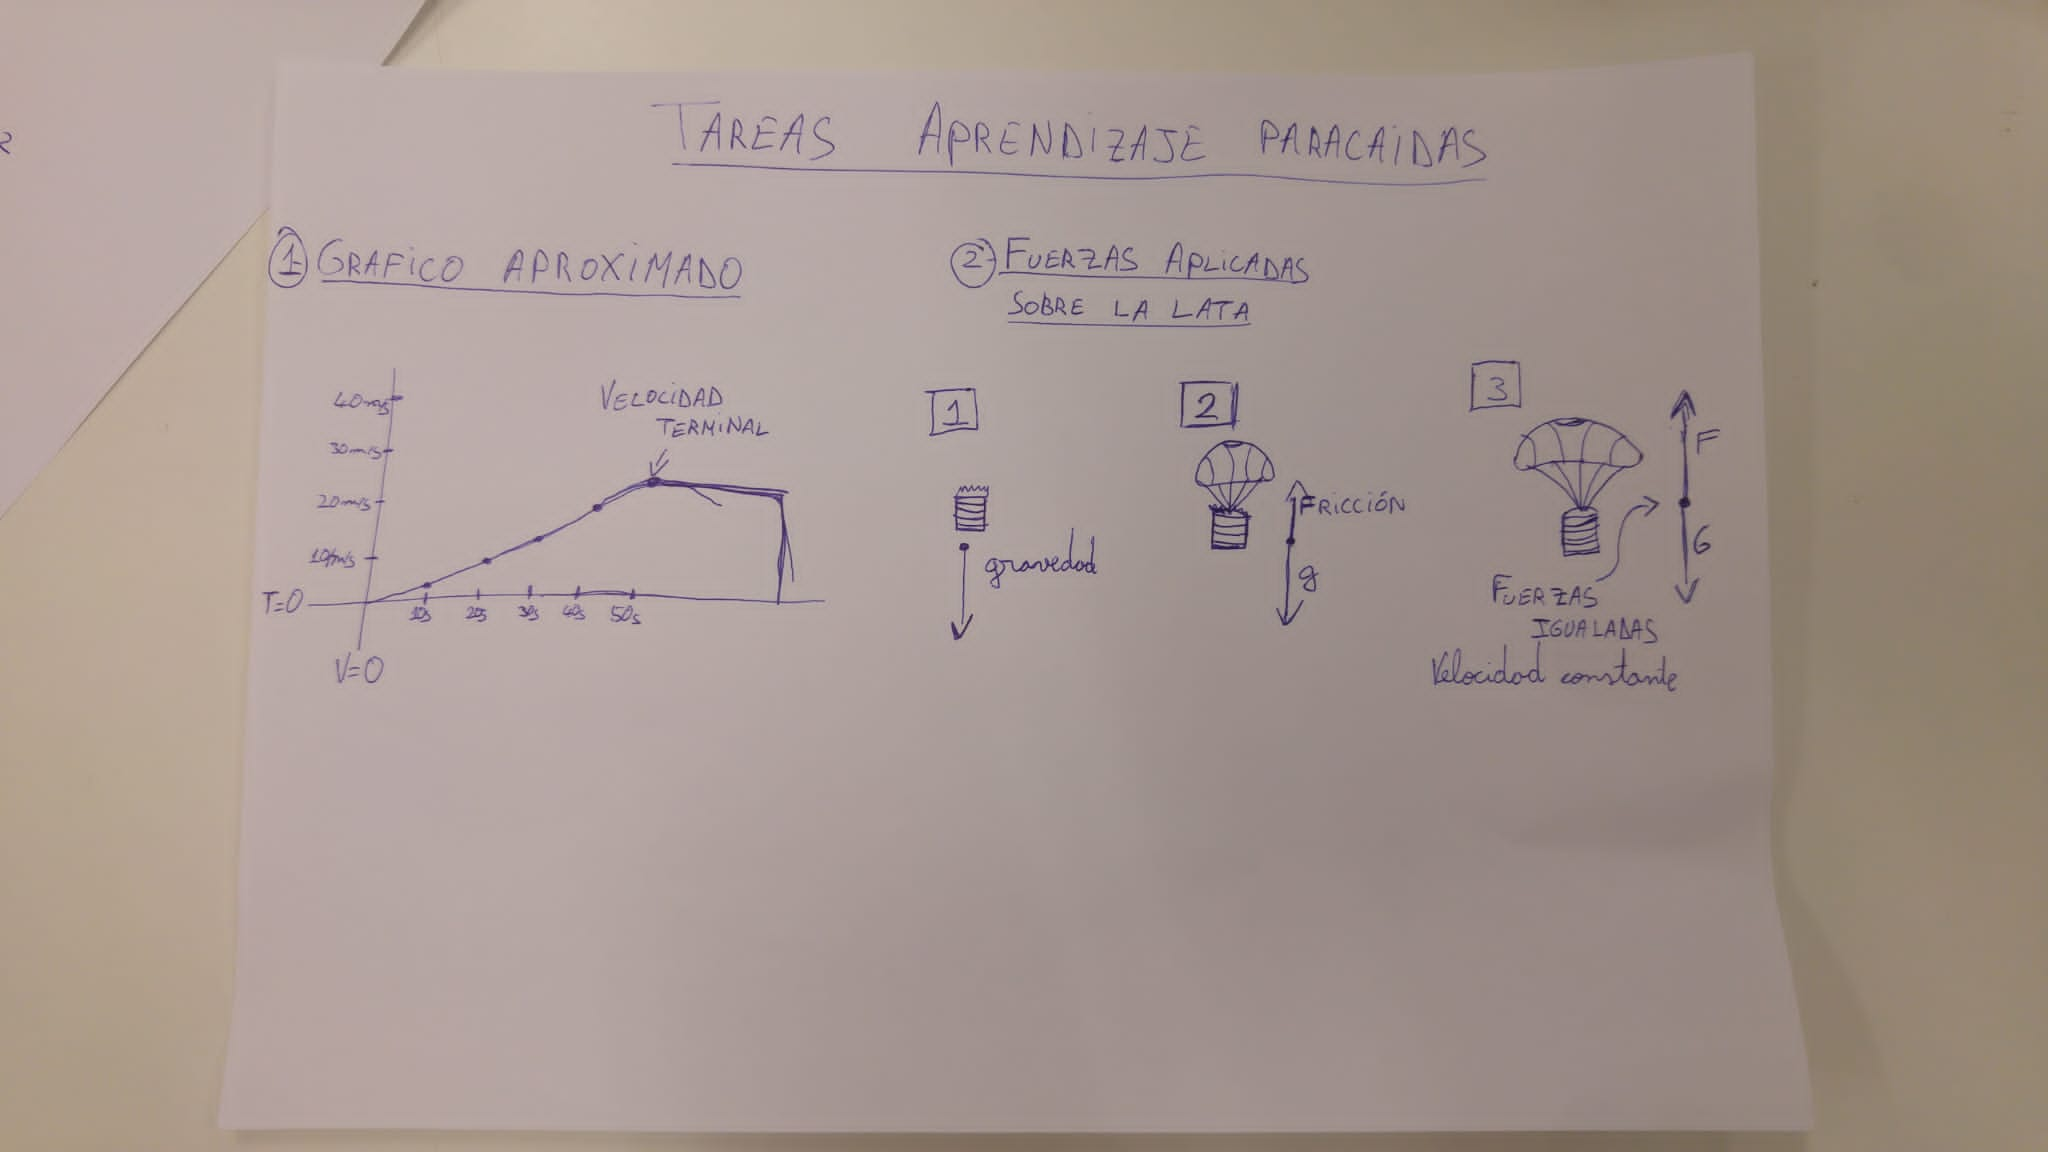 TAREAS APRENDIZAJE PARACAIDAS
1 GRAFICO APROXIMADO
40m/s
30m/s
20m/s
10m/s
T=0
V=0
10s 20s 30s 40s 50s
VELOCIDAD
TERMINAL
2 FUERZAS APLICADAS
SOBRE LA LATA
1
gravedad
2
FRICCIÓN
g
3
F
G
FUERZAS
IGUALADAS
Velocidad constante
R